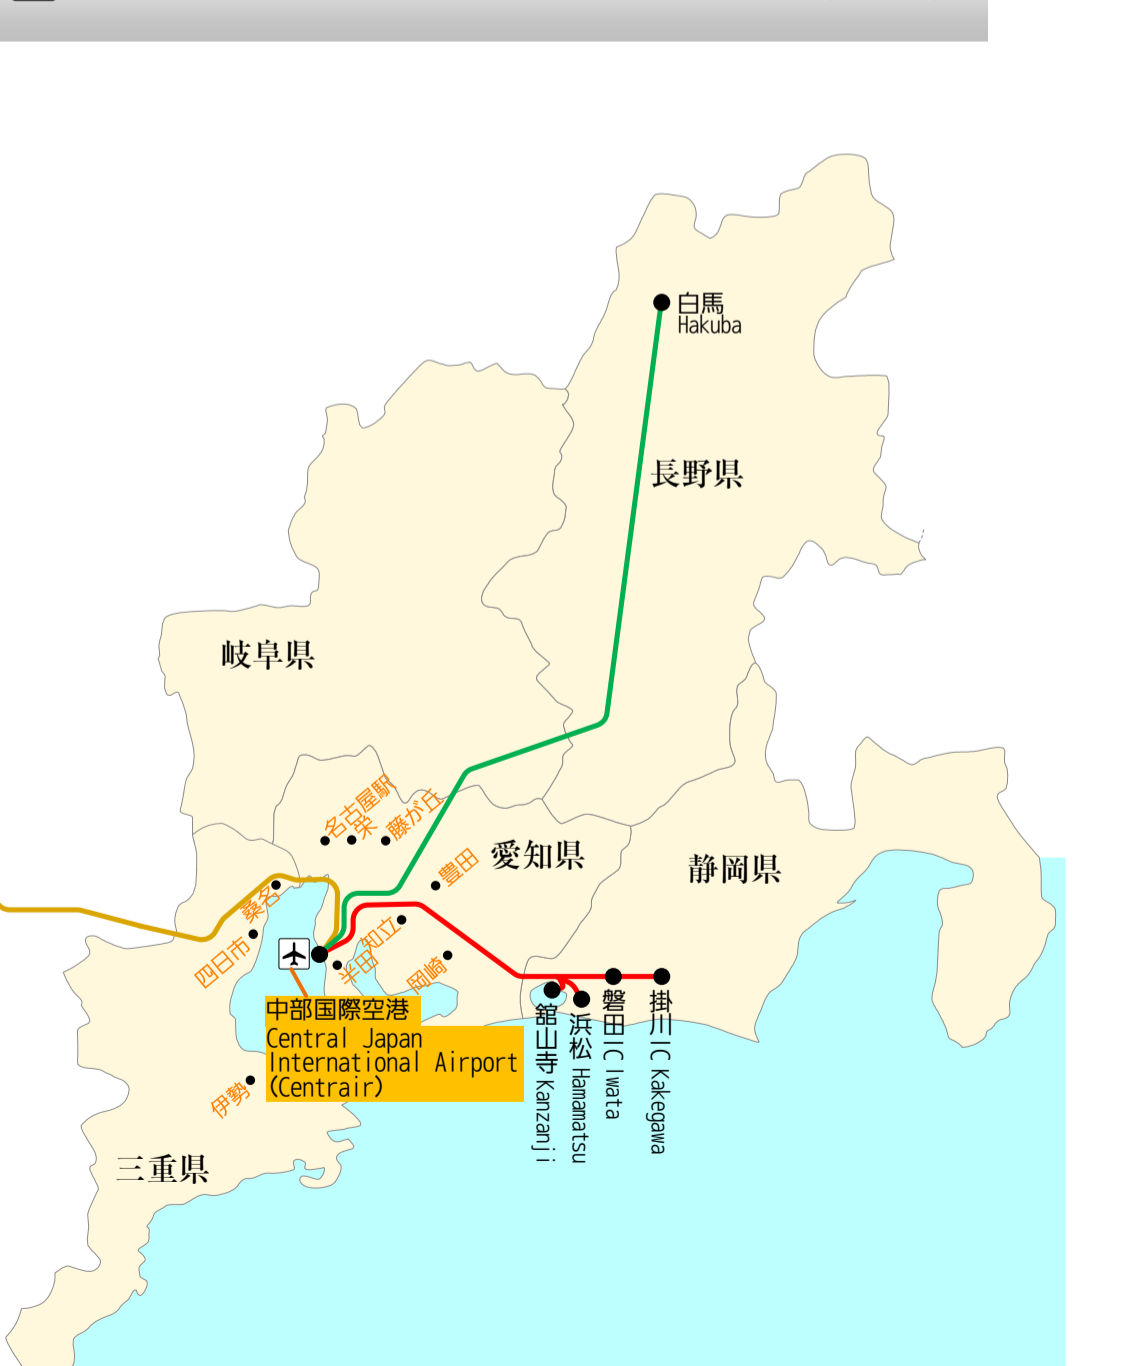 白馬
Hakuba
長野県
岐阜県
名古屋駅
栄
藤が丘
豊田
愛知県
静岡県
桑名
四日市
知立
半田
岡崎
中部国際空港
Central Japan
International Airport
(Centrair)
舘山寺 Kanzanji
浜松 Hamamatsu
磐田IC Iwata
掛川IC Kakegawa
伊勢
三重県